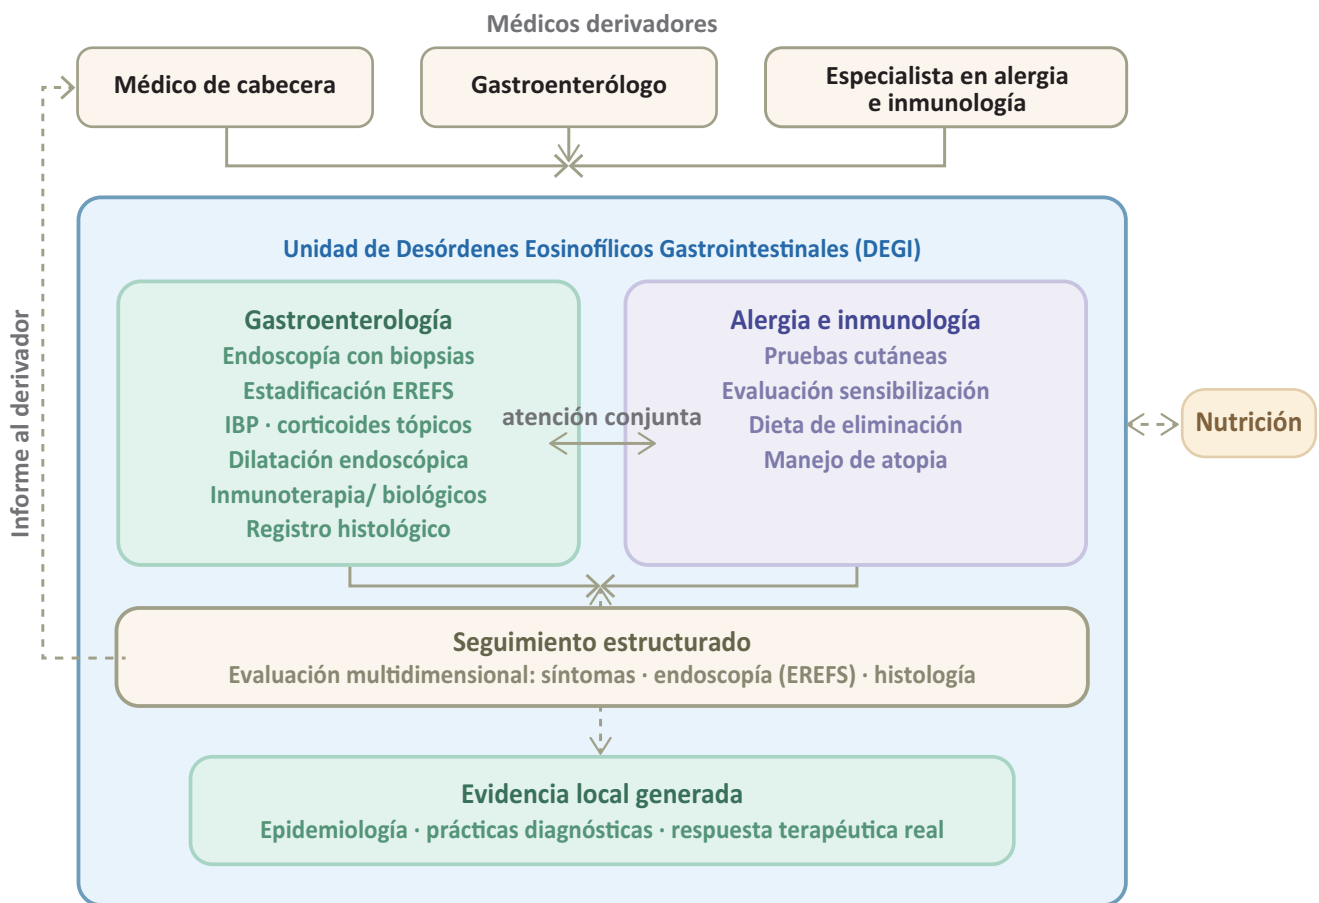 Médicos derivadores
Médico de cabecera
Gastroenterólogo
Especialista en alergia
e inmunología
Informe al derivador
Unidad de Desórdenes Eosinofílicos Gastrointestinales (DEGI)
Gastroenterología
Endoscopía con biopsias
Estadificación EREFS
IBP · corticoides tópicos
Dilatación endoscópica
Inmunoterapia/ biológicos
Registro histológico
atención conjunta
Alergia e inmunología
Pruebas cutáneas
Evaluación sensibilización
Dieta de eliminación
Manejo de atopia
Nutrición
Seguimiento estructurado
Evaluación multidimensional: síntomas · endoscopía (EREFS) · histología
Evidencia local generada
Epidemiología · prácticas diagnósticas · respuesta terapéutica real